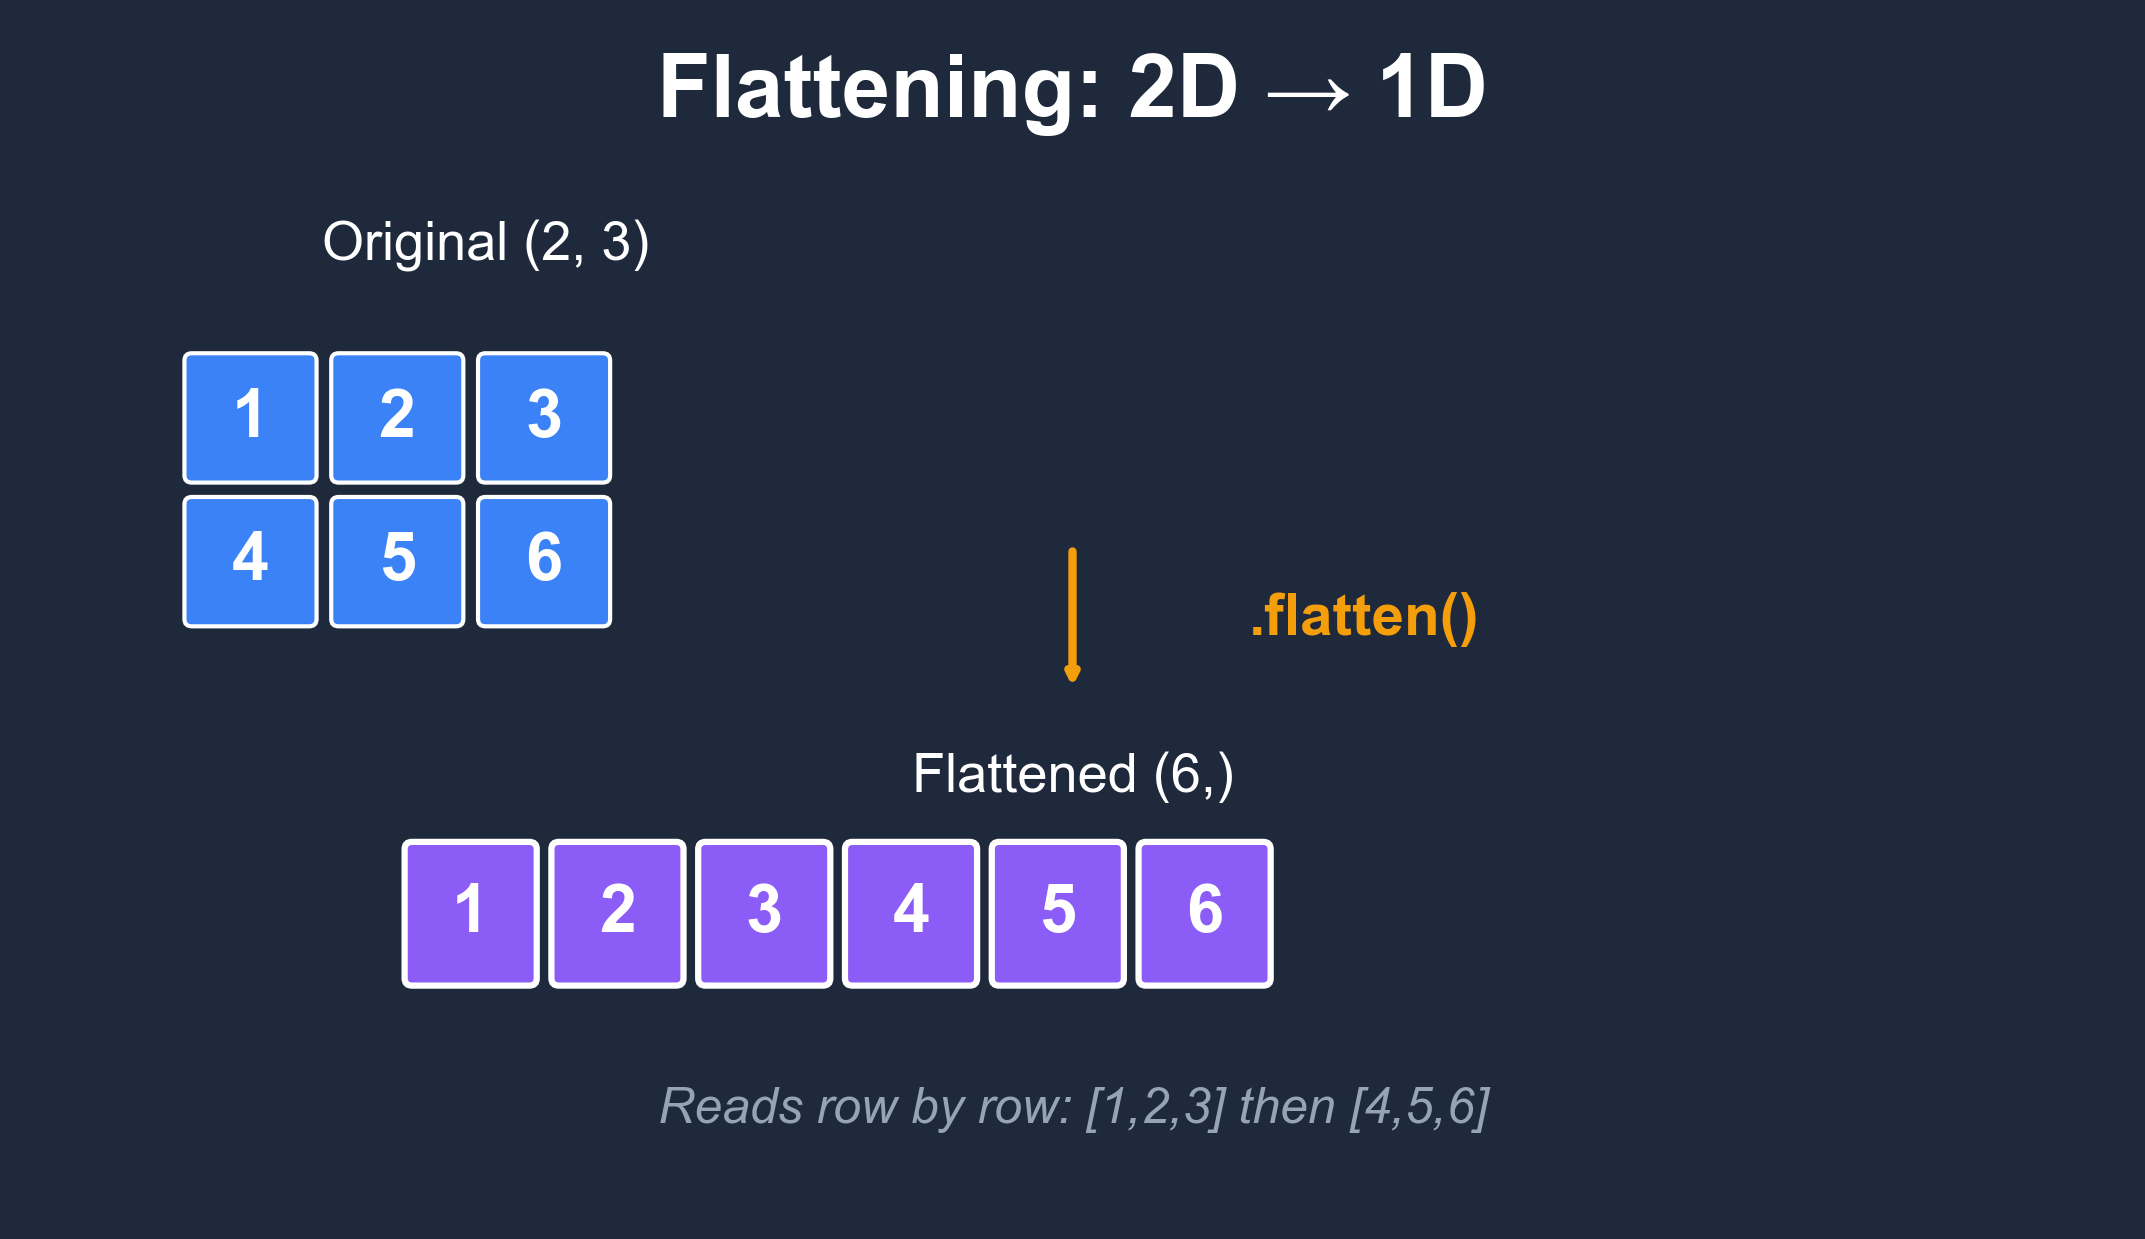 Flattening: 2D → 1D
Original (2, 3)
1 2 3
4 5 6
.flatten()
Flattened (6,)
1 2 3 4 5 6
Reads row by row: [1,2,3] then [4,5,6]